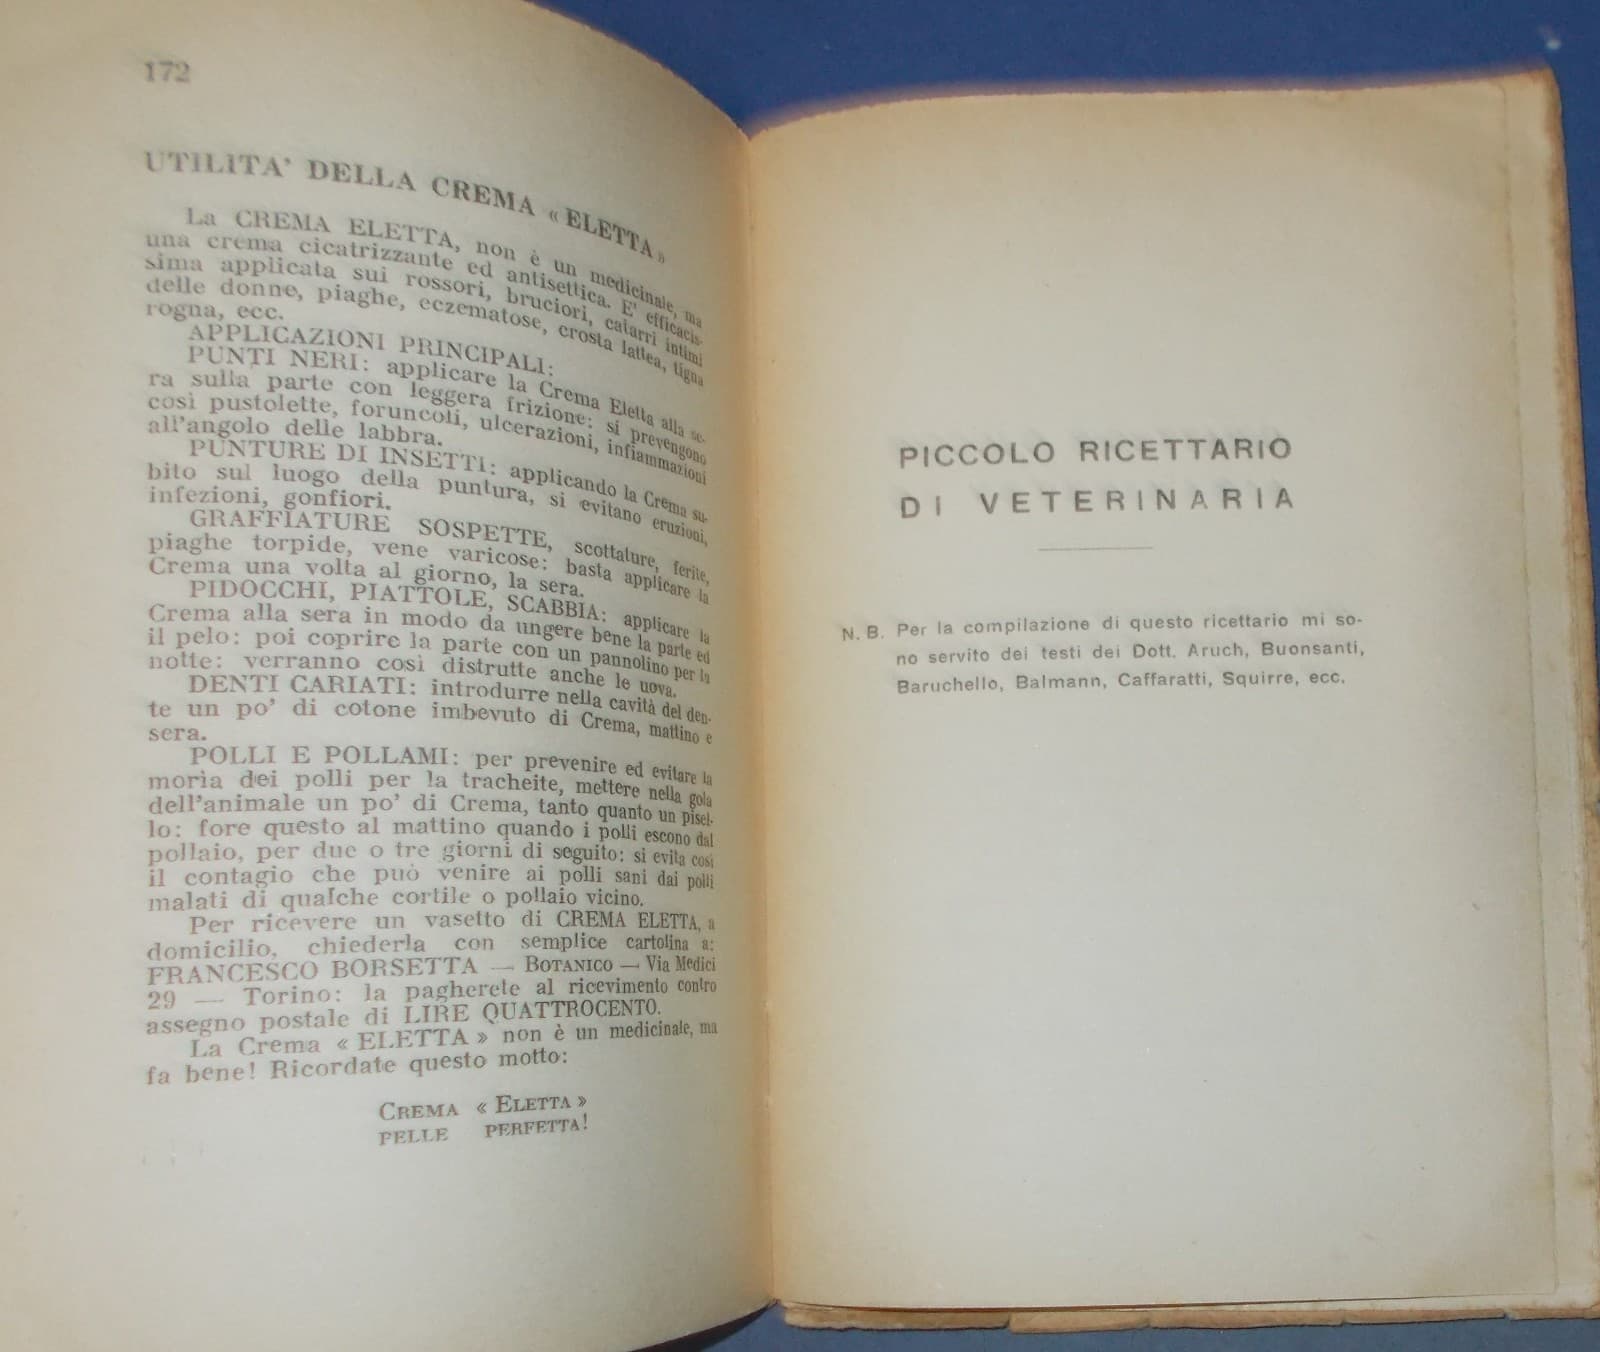 172
UTILITA' DELLA CREMA « ELETTA »
La CREMA ELETTA, non è un medicinale, ma
una crema cicatrizzante ed antisettica. E' efficacis-
sima applicata sui rossori, bruciori, catarri intimi
delle donne, piaghe, eczematose, crosta lattea, tigna
rogna, ecc.
APPLICAZIONI PRINCIPALI:
PUNTI NERI: applicare la Crema Eletta alla se-
ra sulla parte con leggera frizione: si prevengono
così pustolette, foruncoli, ulcerazioni, infiammazioni
all'angolo delle labbra.
PUNTURE DI INSETTI: applicando la Crema su-
bito sul luogo della puntura, si evitano eruzioni,
infezioni, gonfiori.
GRAFFIATURE SOSPETTE, scottature, ferite,
piaghe torpide, vene varicose: basta applicare la
Crema una volta al giorno, la sera.
PIDOCCHI, PIATTOLE, SCABBIA: applicare la
Crema alla sera in modo da ungere bene la parte ed
il pelo: poi coprire la parte con un pannolino per la
notte: verranno così distrutte anche le uova.
DENTI CARIATI: introdurre nella cavità del den-
te un po' di cotone imbevuto di Crema, mattino e
sera.
POLLI E POLLAMI: per prevenire ed evitare la
moria dei polli per la tracheite, mettere nella gola
dell'animale un po' di Crema, tanto quanto un pisel-
lo: fore questo al mattino quando i polli escono dal
pollaio, per due o tre giorni di seguito: si evita così
il contagio che può venire ai polli sani dai polli
malati di qualche cortile o pollaio vicino.
Per ricevere un vasetto di CREMA ELETTA, a
domicilio, chiederla con semplice cartolina a:
FRANCESCO BORSETTA — BOTANICO — Via Medici
29 — Torino: la pagherete al ricevimento contro
assegno postale di LIRE QUATTROCENTO.
La Crema « ELETTA » non è un medicinale, ma
fa bene! Ricordate questo motto:
CREMA « ELETTA »
PELLE PERFETTA!
PICCOLO RICETTARIO
DI VETERINARIA
N. B. Per la compilazione di questo ricettario mi so-
no servito dei testi dei Dott. Aruch, Buonsanti,
Baruchello, Balmann, Caffaratti, Squirre, ecc.